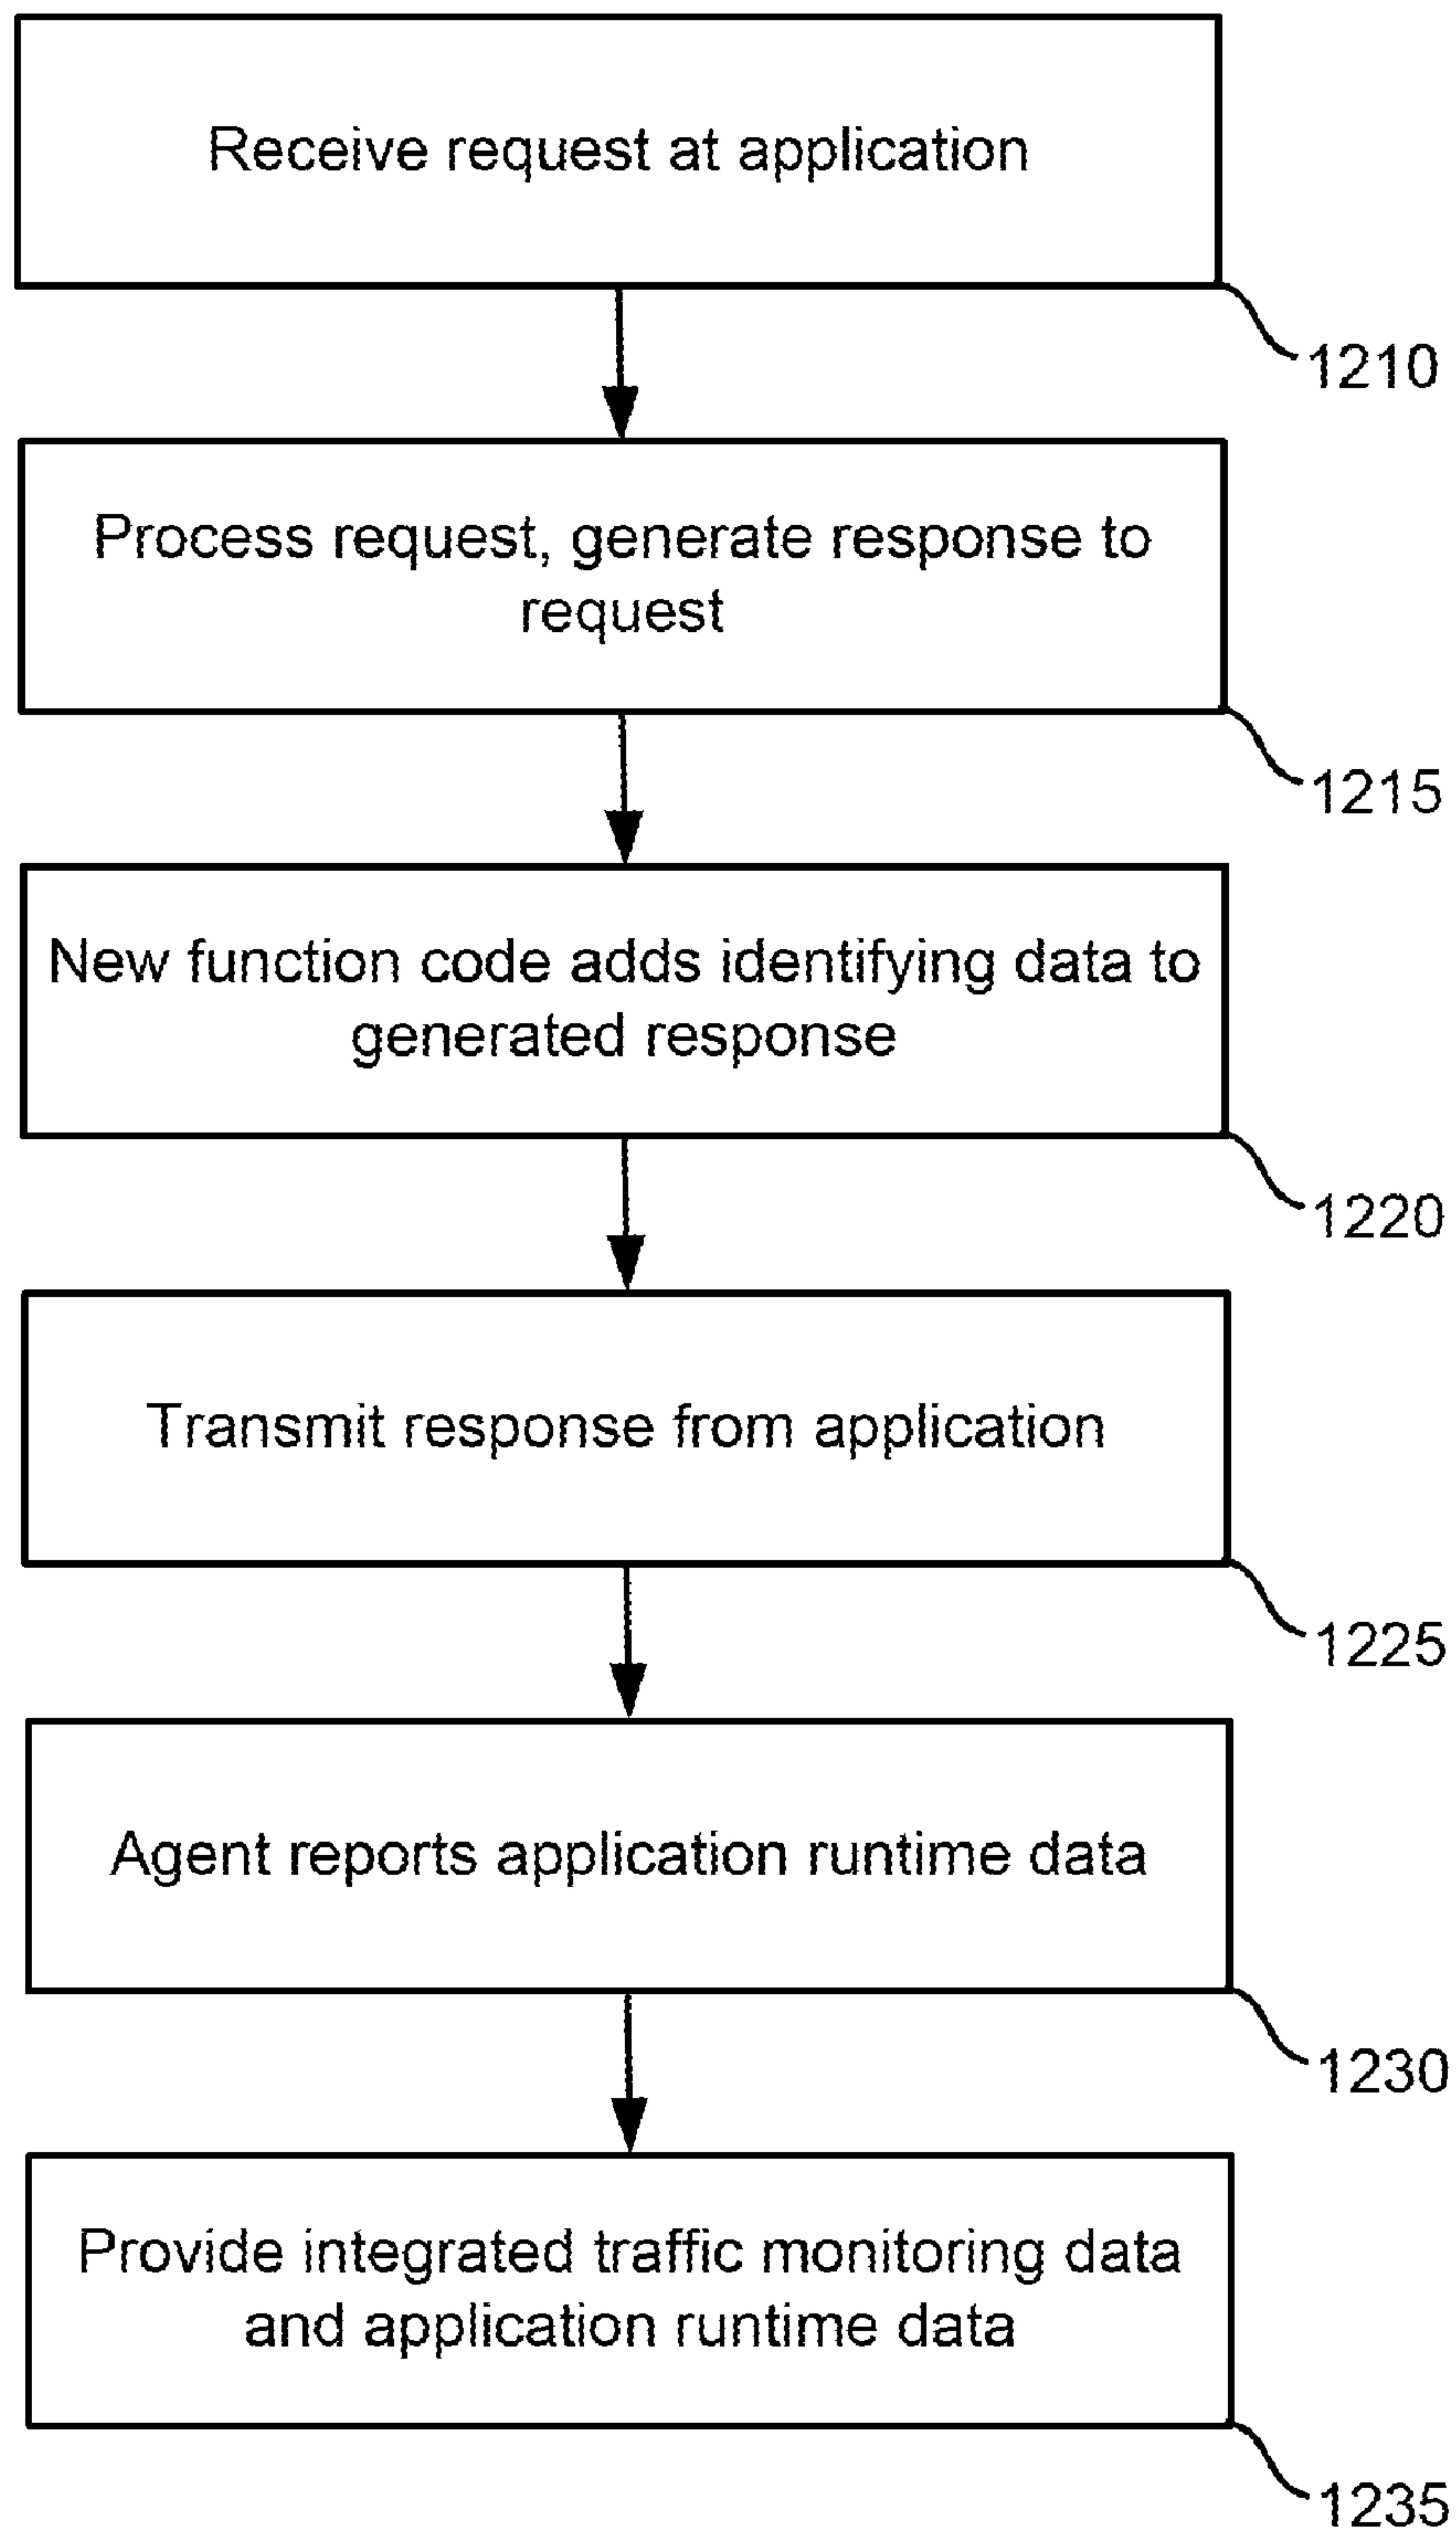 Receive request at application
1210
Process request, generate response to
request
1215
New function code adds identifying data to
generated response
1220
Transmit response from application
1225
Agent reports application runtime data
1230
Provide integrated traffic monitoring data
and application runtime data
1235